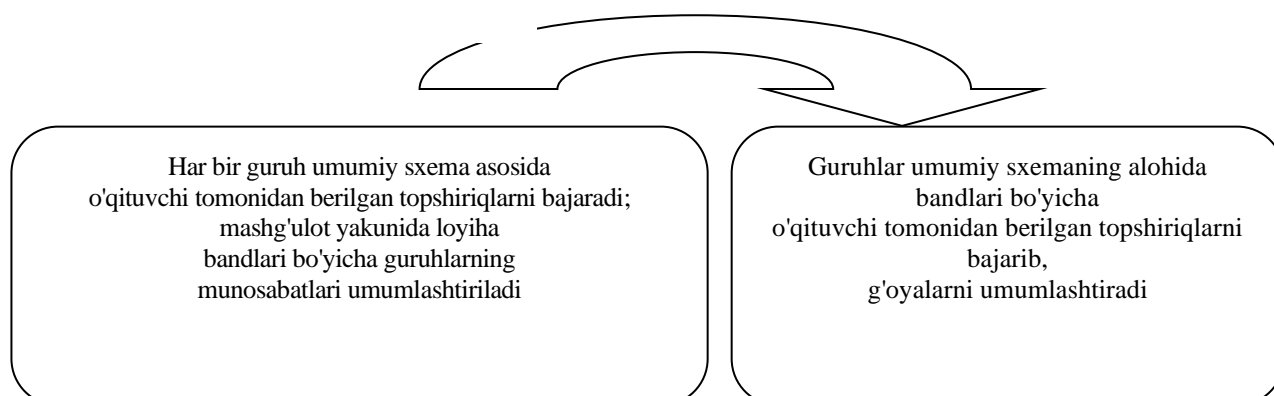 Har bir guruh umumiy sxema asosida
o'qituvchi tomonidan berilgan topshiriqlarni bajaradi;
mashg'ulot yakunida loyiha
bandlari bo'yicha guruhlarning
munosabatlari umumlashtiriladi
Guruhlar umumiy sxemaning alohida
bandlari bo'yicha
o'qituvchi tomonidan berilgan topshiriqlarni
bajarib,
g'oyalarni umumlashtiradi